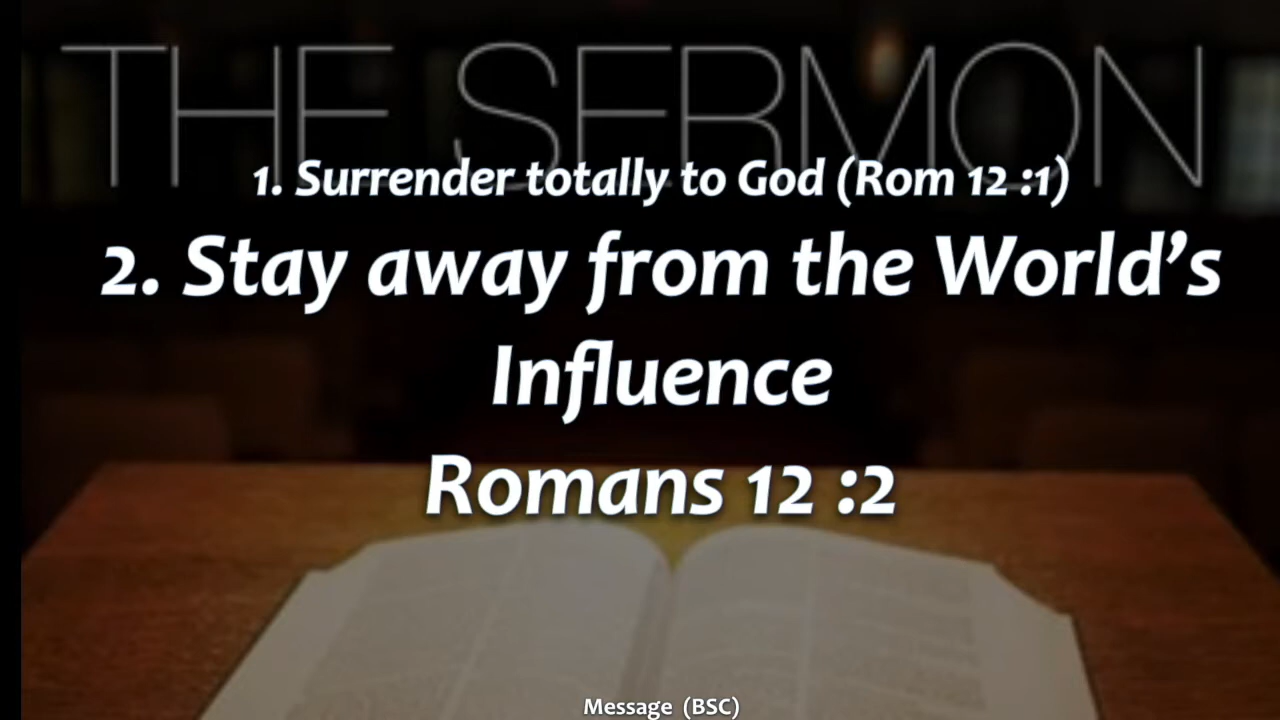 THE SERMON
1. Surrender totally to God (Rom 12 :1)
2. Stay away from the World’s
Influence
Romans 12 :2
Message (BSC)